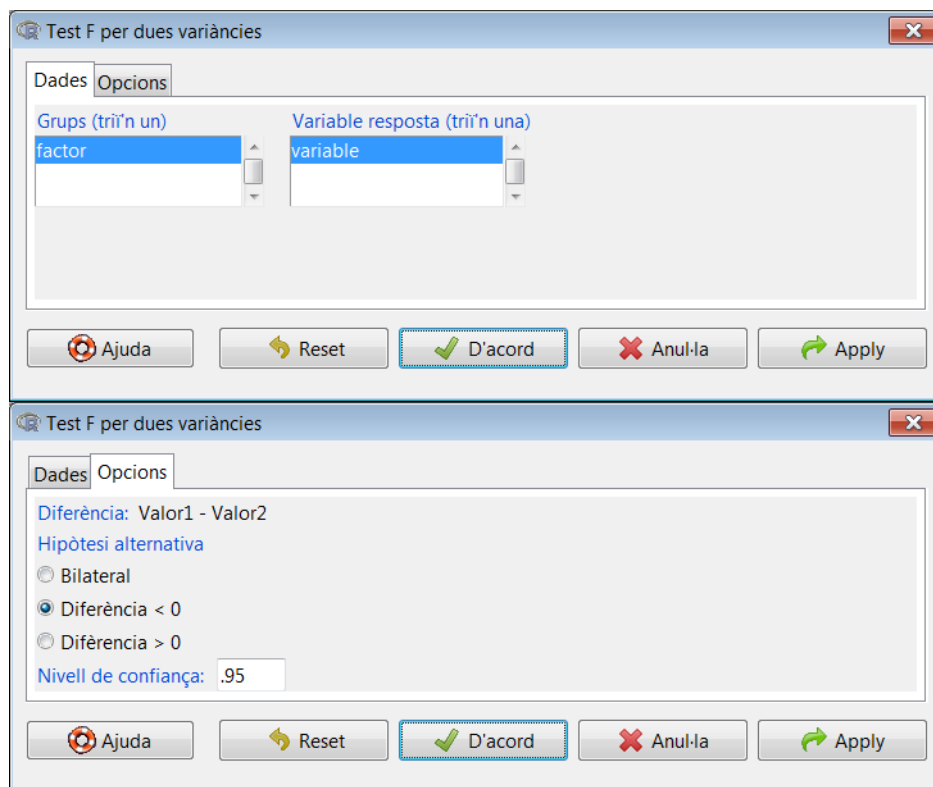 Test F per dues variàncies
Dades Opcions
Grups (triï'n un) Variable resposta (triï'n una)
factor variable
Ajuda Reset D'acord Anul·la Apply
Test F per dues variàncies
Dades Opcions
Diferència: Valor1 - Valor2
Hipòtesi alternativa
Bilateral
Diferència < 0
Difèrencia > 0
Nivell de confiança: .95
Ajuda Reset D'acord Anul·la Apply